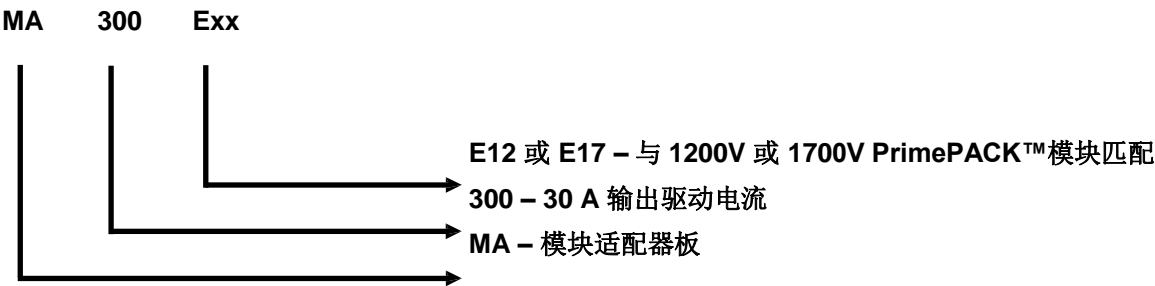 MA 300 Exx
E12 或 E17 – 与 1200V 或 1700V PrimePACK™模块匹配
300 – 30 A 输出驱动电流
MA – 模块适配器板